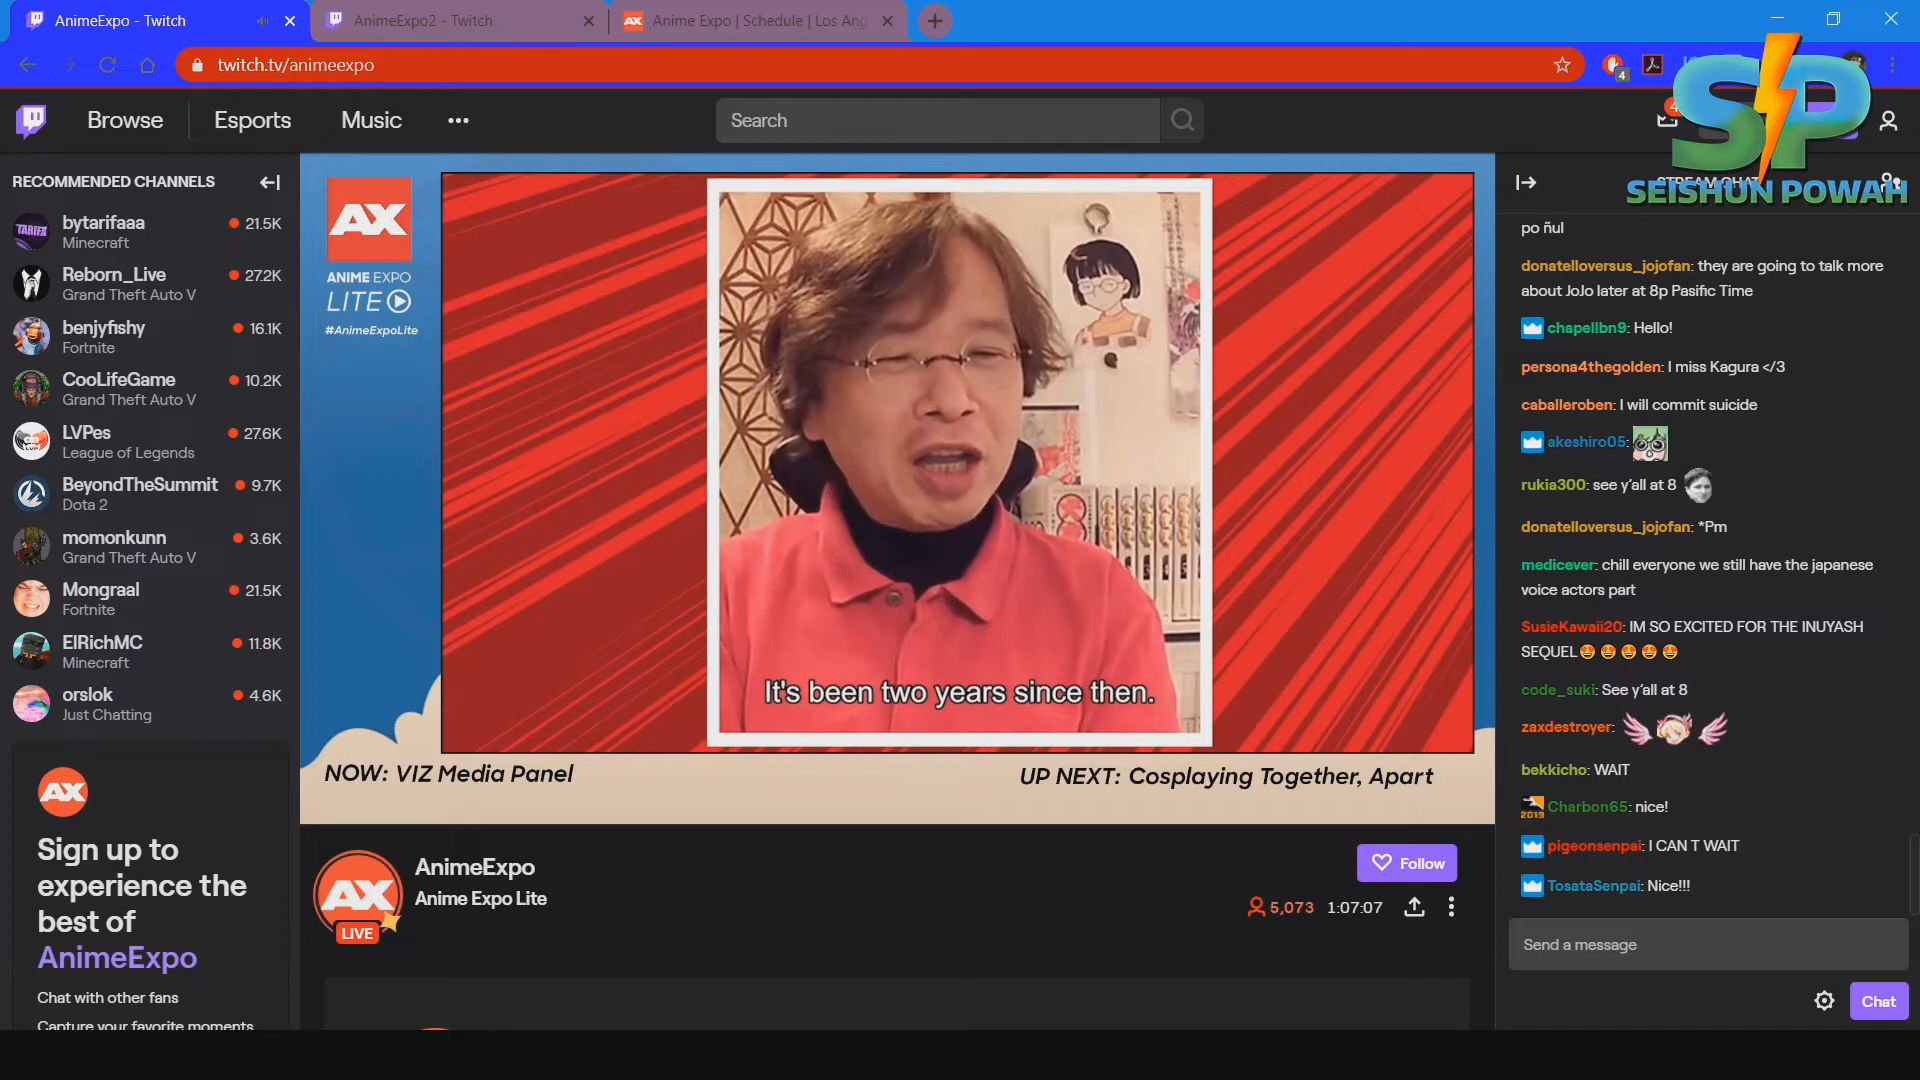 AnimeExpo - Twitch
AnimeExpo2 - Twitch
Anime Expo | Schedule | Los Ang
twitch.tv/animeexpo
4
Browse
Esports
Music
Search
4
SP
SEISHUN POWAH
RECOMMENDED CHANNELS
bytarifaaa
21.5K
Minecraft
Reborn_Live
27.2K
Grand Theft Auto V
benjyfishy
16.1K
Fortnite
CooLifeGame
10.2K
Grand Theft Auto V
LVPes
27.6K
League of Legends
BeyondTheSummit
9.7K
Dota 2
momonkunn
3.6K
Grand Theft Auto V
Mongraal
21.5K
Fortnite
ElRichMC
11.8K
Minecraft
orslok
4.6K
Just Chatting
AX
Sign up to
experience the
best of
AnimeExpo
Chat with other fans
Capture your favorite moments
AX
ANIME EXPO
LITE
#AnimeExpoLite
It's been two years since then.
NOW: VIZ Media Panel
UP NEXT: Cosplaying Together, Apart
AX
LIVE
AnimeExpo
Anime Expo Lite
Follow
5,073
1:07:07
STREAM CHAT
po ñul
donatelloversus_jojofan: they are going to talk more
about JoJo later at 8p Pasific Time
chapellbn9: Hello!
persona4thegolden: I miss Kagura </3
caballeroben: I will commit suicide
akeshiro05:
rukia300: see y'all at 8
donatelloversus_jojofan: *Pm
medicever: chill everyone we still have the japanese
voice actors part
SusieKawaii20: IM SO EXCITED FOR THE INUYASH
SEQUEL🤩 🤩 🤩 🤩 🤩
code_suki: See y'all at 8
zaxdestroyer:
bekkicho: WAIT
Charbon65: nice!
pigeonsenpai: I CAN T WAIT
TosataSenpai: Nice!!!
Send a message
Chat